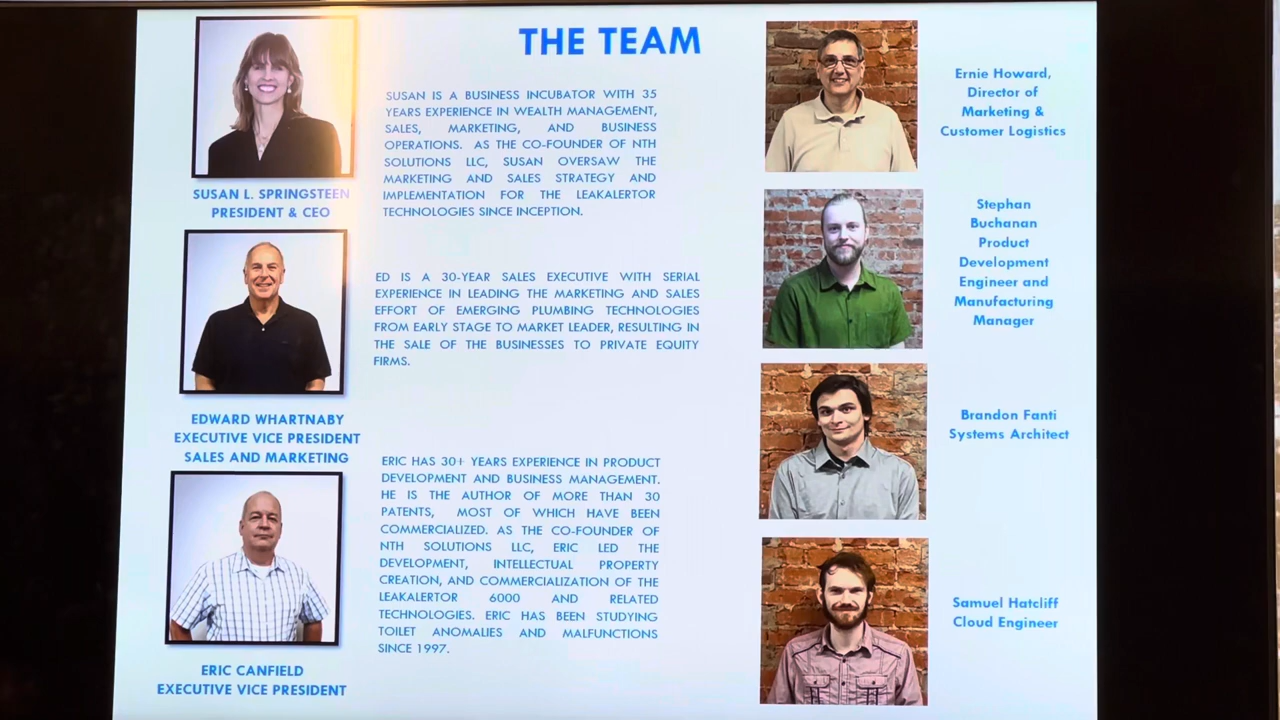 THE TEAM
SUSAN L. SPRINGSTEEN
PRESIDENT & CEO
SUSAN IS A BUSINESS INCUBATOR WITH 35
YEARS EXPERIENCE IN WEALTH MANAGEMENT,
SALES, MARKETING, AND BUSINESS
OPERATIONS. AS THE CO-FOUNDER OF NTH
SOLUTIONS LLC, SUSAN OVERSAW THE
MARKETING AND SALES STRATEGY AND
IMPLEMENTATION FOR THE LEAKALERTOR
TECHNOLOGIES SINCE INCEPTION.
EDWARD WHARTNABY
EXECUTIVE VICE PRESIDENT
SALES AND MARKETING
ED IS A 30-YEAR SALES EXECUTIVE WITH SERIAL
EXPERIENCE IN LEADING THE MARKETING AND SALES
EFFORT OF EMERGING PLUMBING TECHNOLOGIES
FROM EARLY STAGE TO MARKET LEADER, RESULTING IN
THE SALE OF THE BUSINESSES TO PRIVATE EQUITY
FIRMS.
ERIC CANFIELD
EXECUTIVE VICE PRESIDENT
ERIC HAS 30+ YEARS EXPERIENCE IN PRODUCT
DEVELOPMENT AND BUSINESS MANAGEMENT.
HE IS THE AUTHOR OF MORE THAN 30
PATENTS, MOST OF WHICH HAVE BEEN
COMMERCIALIZED. AS THE CO-FOUNDER OF
NTH SOLUTIONS LLC, ERIC LED THE
DEVELOPMENT, INTELLECTUAL PROPERTY
CREATION, AND COMMERCIALIZATION OF THE
LEAKALERTOR 6000 AND RELATED
TECHNOLOGIES. ERIC HAS BEEN STUDYING
TOILET ANOMALIES AND MALFUNCTIONS
SINCE 1997.
Ernie Howard,
Director of
Marketing &
Customer Logistics
Stephan
Buchanan
Product
Development
Engineer and
Manufacturing
Manager
Brandon Fanti
Systems Architect
Samuel Hatcliff
Cloud Engineer